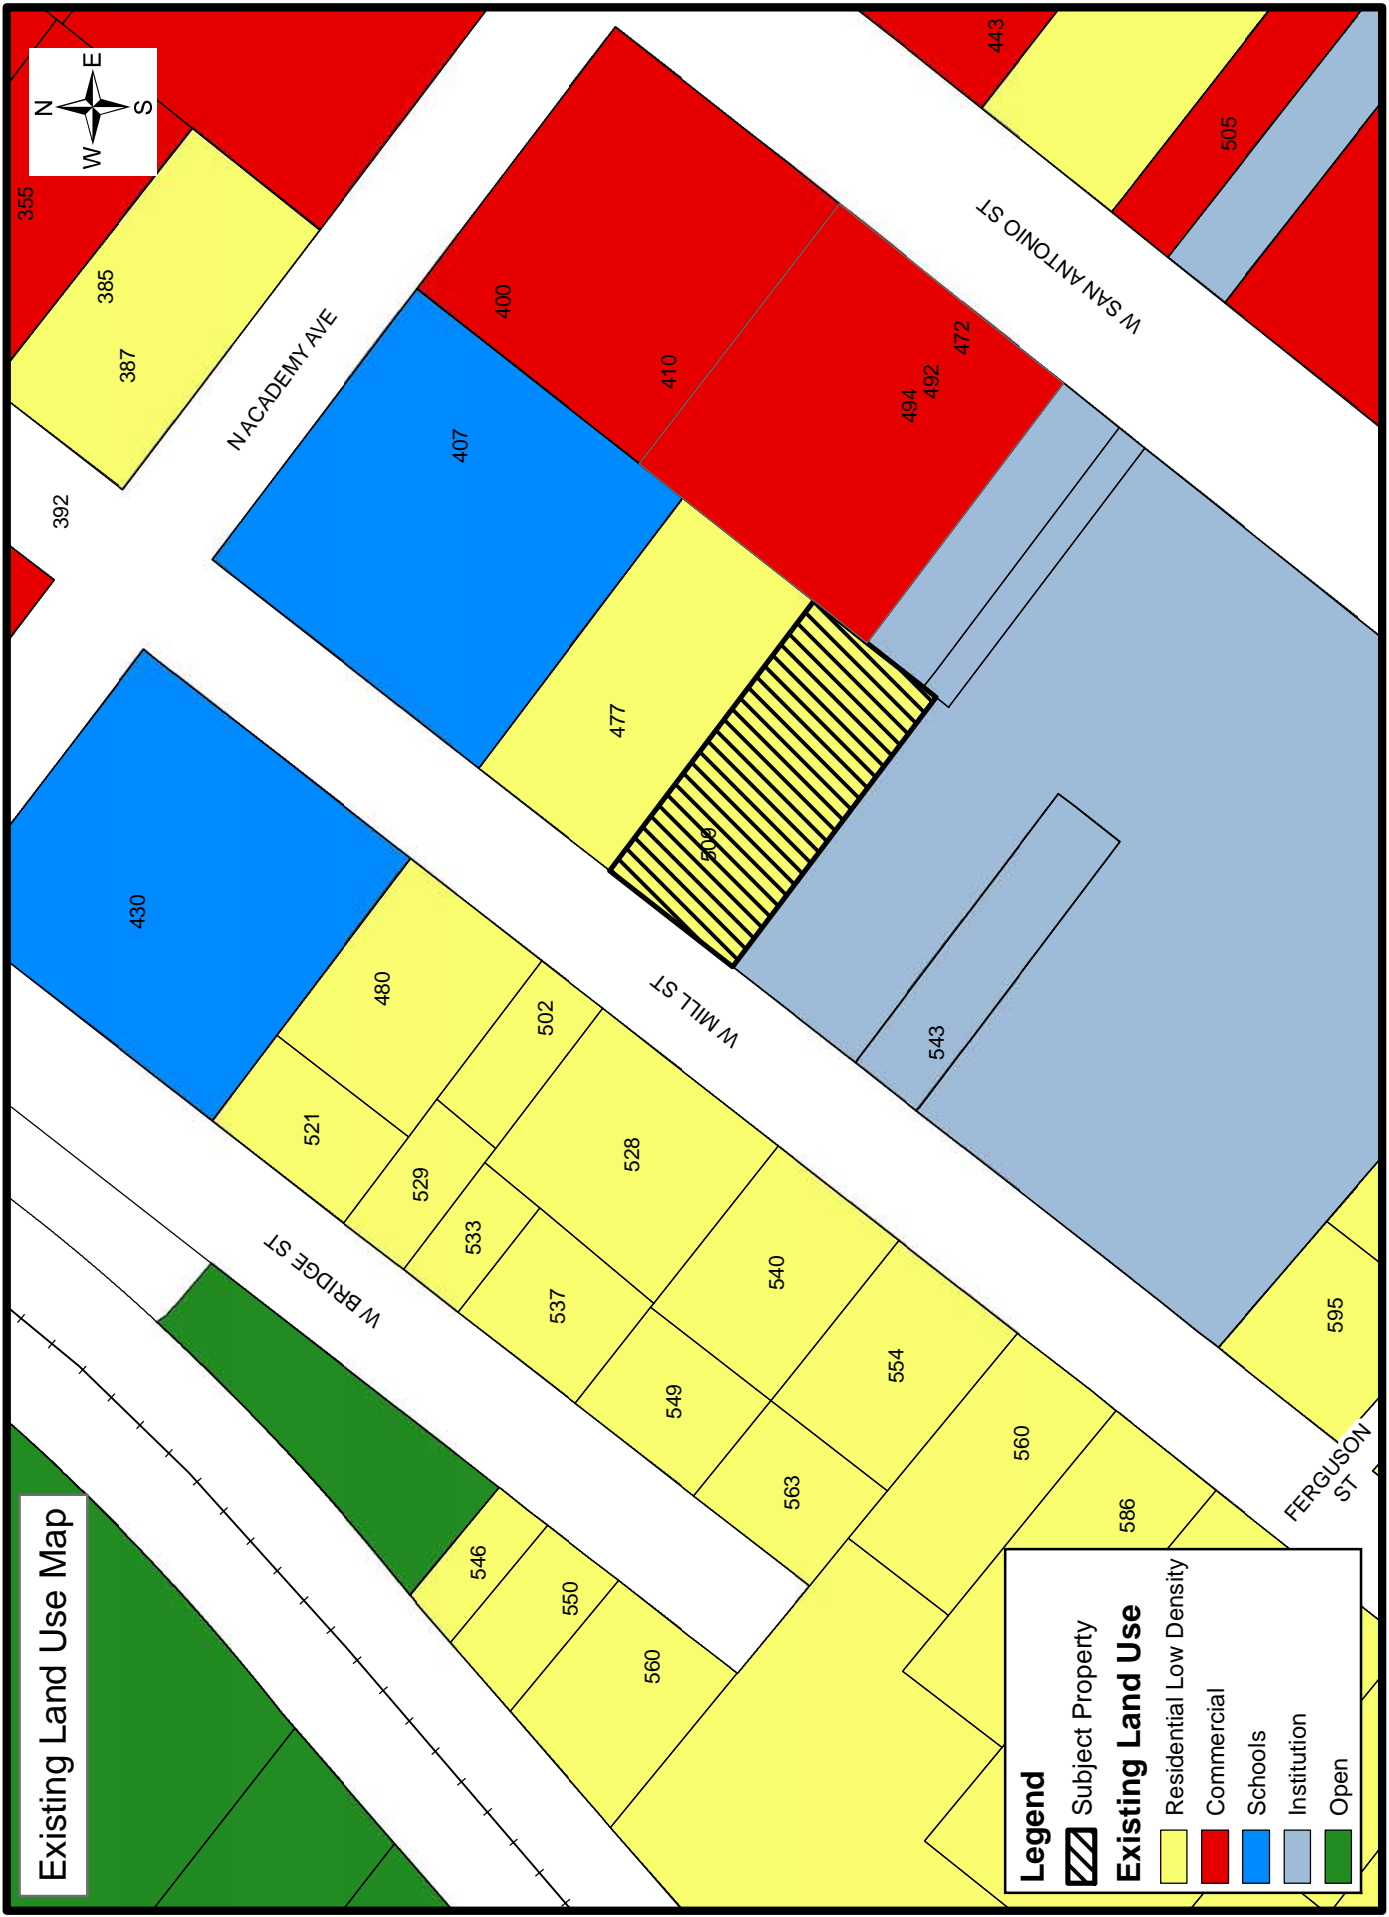 Existing Land Use Map
N
W
E
S
355
385
387
392
N ACADEMY AVE
443
505
400
410
407
472
492
494
W SAN ANTONIO ST
430
477
509
480
502
W MILL ST
521
529
533
528
537
540
543
W BRIDGE ST
549
554
563
560
586
595
546
550
560
FERGUSON
ST
Legend
Subject Property
Existing Land Use
Residential Low Density
Commercial
Schools
Institution
Open